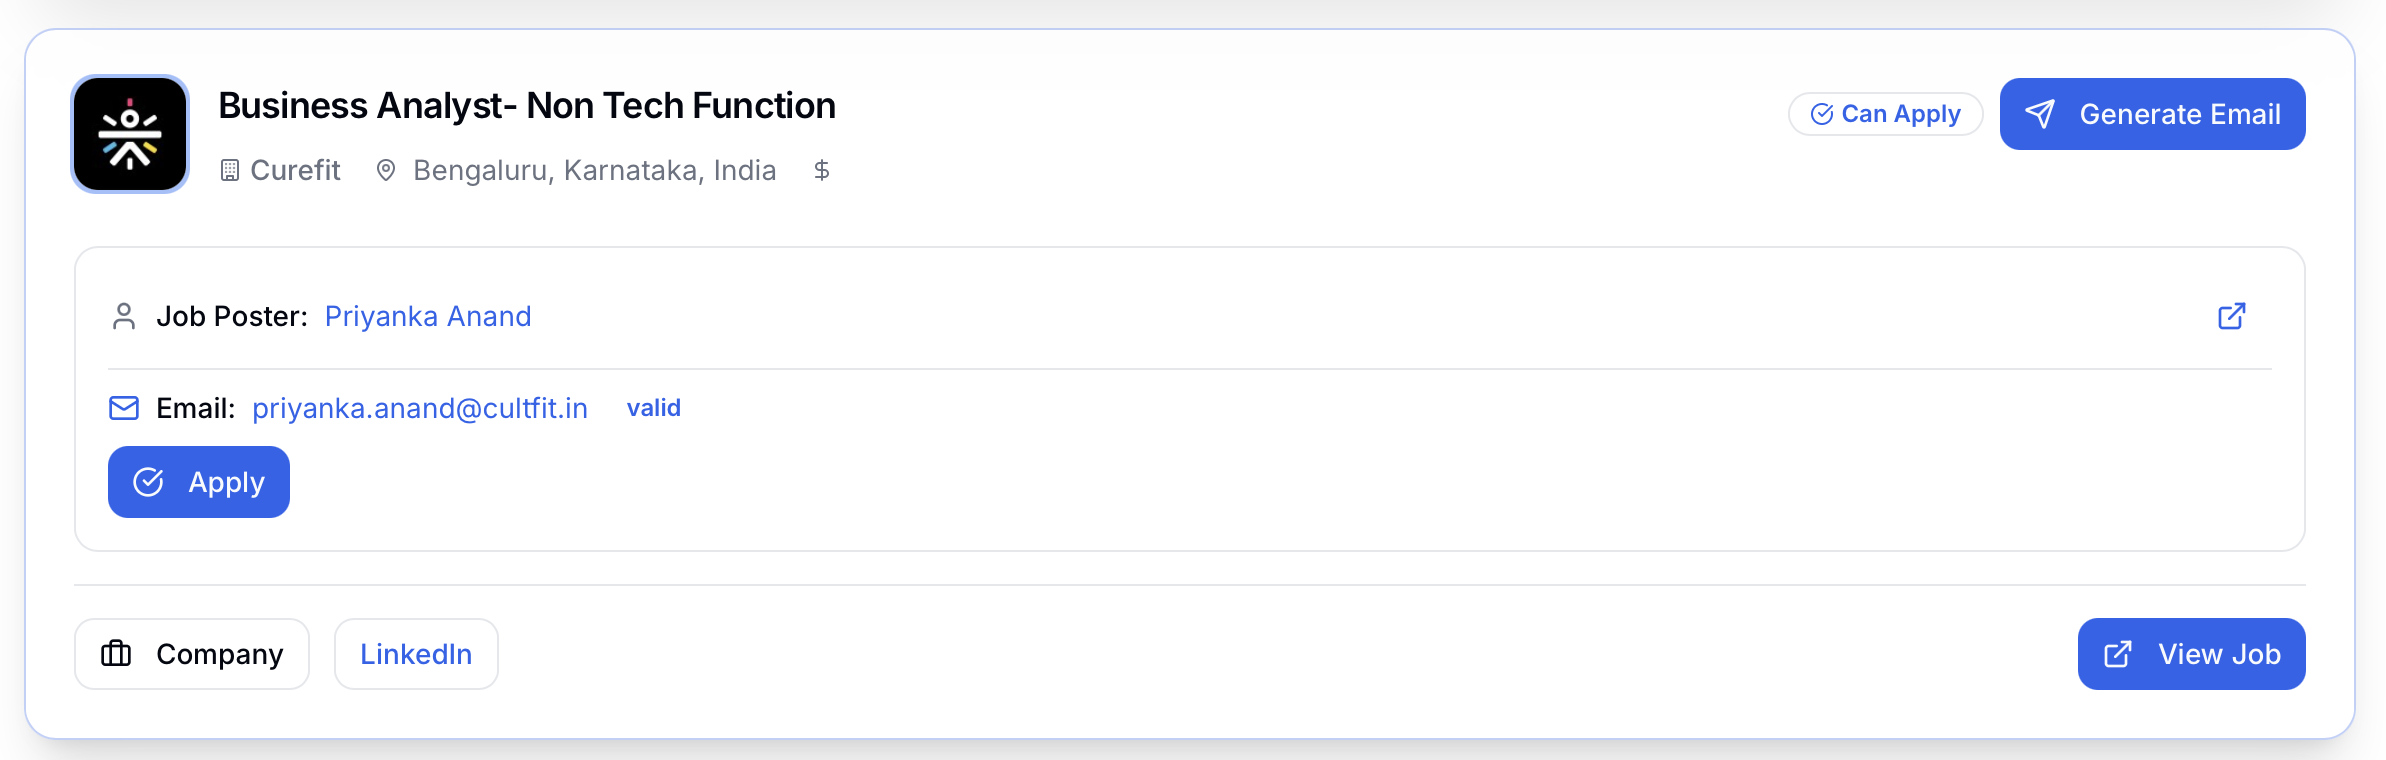 Business Analyst- Non Tech Function
Can Apply
Generate Email
Curefit Bengaluru, Karnataka, India $
Job Poster: Priyanka Anand
Email: priyanka.anand@cultfit.in valid
Apply
Company LinkedIn View Job